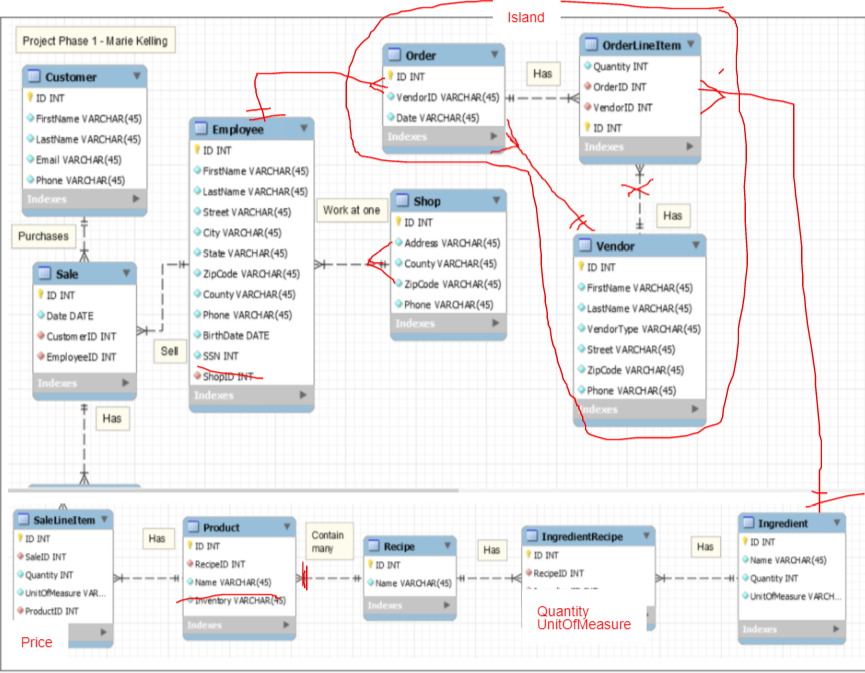 Island
Project Phase 1 - Marie Kelling
Customer
ID INT
FirstName VARCHAR(45)
LastName VARCHAR(45)
Email VARCHAR(45)
Phone VARCHAR(45)
Indexes
Purchases
Sale
ID INT
Date DATE
CustomerID INT
EmployeeID INT
Indexes
Has
Sell
Employee
ID INT
FirstName VARCHAR(45)
LastName VARCHAR(45)
Street VARCHAR(45)
City VARCHAR(45)
State VARCHAR(45)
ZipCode VARCHAR(45)
County VARCHAR(45)
Phone VARCHAR(45)
BirthDate DATE
SSN INT
ShopID INT
Indexes
Work at one
Order
ID INT
VendorID VARCHAR(45)
Date VARCHAR(45)
Indexes
Has
Shop
ID INT
Address VARCHAR(45)
County VARCHAR(45)
ZipCode VARCHAR(45)
Phone VARCHAR(45)
Indexes
OrderLineItem
Quantity INT
OrderID INT
VendorID INT
ID INT
Indexes
Has
Vendor
ID INT
FirstName VARCHAR(45)
LastName VARCHAR(45)
VendorType VARCHAR(45)
Street VARCHAR(45)
ZipCode VARCHAR(45)
Phone VARCHAR(45)
Indexes
SaleLineItem
ID INT
SaleID INT
Quantity INT
UnitOfMeasure VAR...
ProductID INT
Price
Has
Product
ID INT
RecipeID INT
Name VARCHAR(45)
Inventory VARCHAR(45)
Indexes
Contain
many
Recipe
ID INT
Name VARCHAR(45)
Indexes
Has
IngredientRecipe
ID INT
RecipeID INT
Quantity
UnitOfMeasure
Has
Ingredient
ID INT
Name VARCHAR(45)
Quantity INT
UnitOfMeasure VARCH...
Indexes